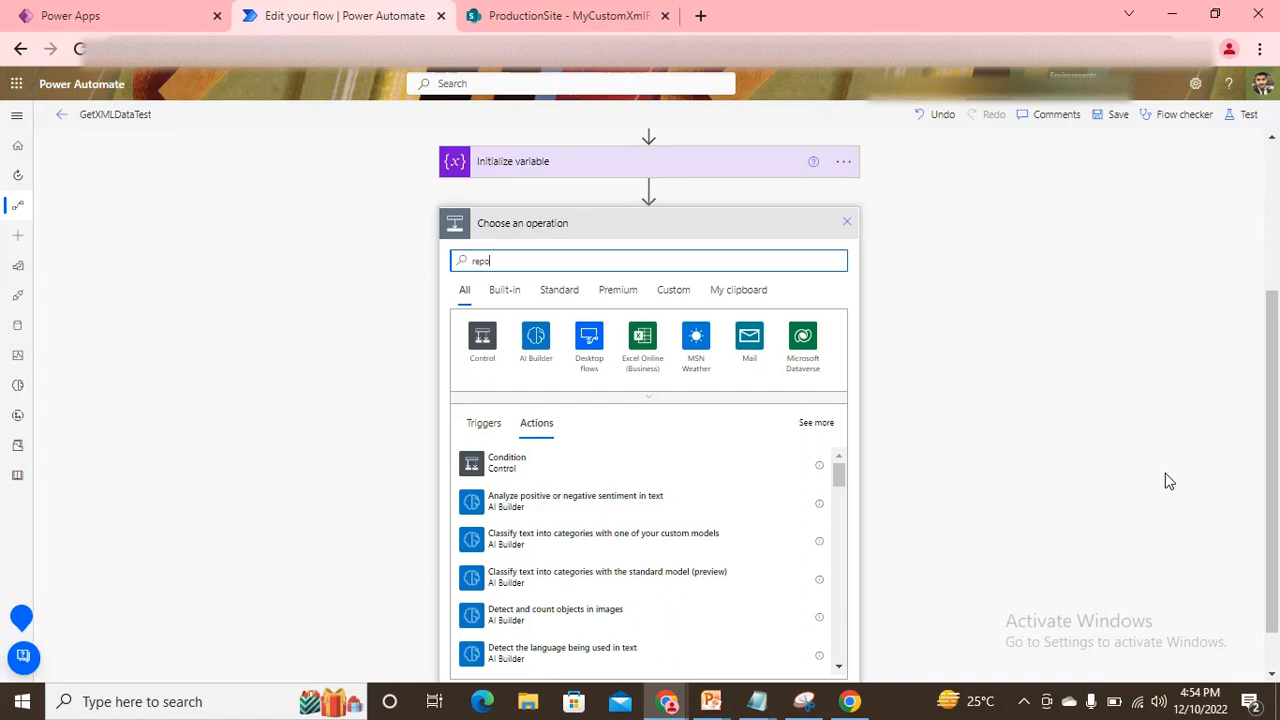 Power Apps
Edit your flow | Power Automate
ProductionSite - MyCustomXmlF
Power Automate
Search
Environments
GetXMLDataTest
Undo
Redo
Comments
Save
Flow checker
Test
{x}
Initialize variable
Choose an operation
repo
All
Built-in
Standard
Premium
Custom
My clipboard
Control
AI Builder
Desktop
flows
Excel Online
(Business)
MSN
Weather
Mail
Microsoft
Dataverse
Triggers
Actions
See more
Condition
Control
Analyze positive or negative sentiment in text
AI Builder
Classify text into categories with one of your custom models
AI Builder
Classify text into categories with the standard model (preview)
AI Builder
Detect and count objects in images
AI Builder
Detect the language being used in text
AI Builder
Activate Windows
Go to Settings to activate Windows.
Type here to search
25°C
4:54 PM
12/10/2022
2